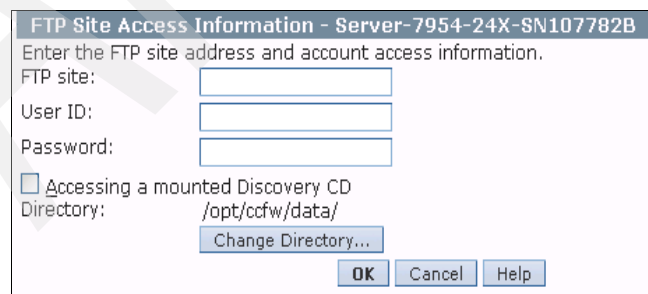 FTP Site Access Information - Server-7954-24X-SN107782B
Enter the FTP site address and account access information.
FTP site:
User ID:
Password:
Accessing a mounted Discovery CD
Directory: /opt/ccfw/data/
Change Directory...
OK Cancel Help